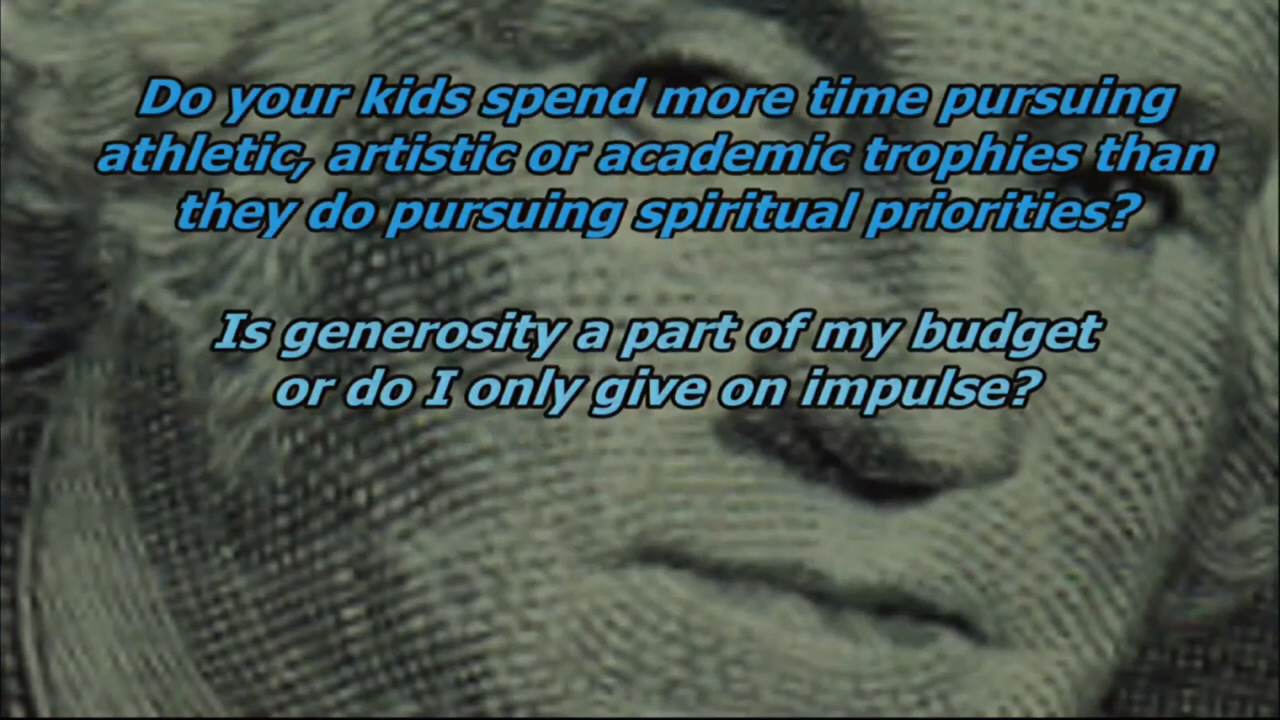 Do your kids spend more time pursuing
athletic, artistic or academic trophies than
they do pursuing spiritual priorities?
Is generosity a part of my budget
or do I only give on impulse?